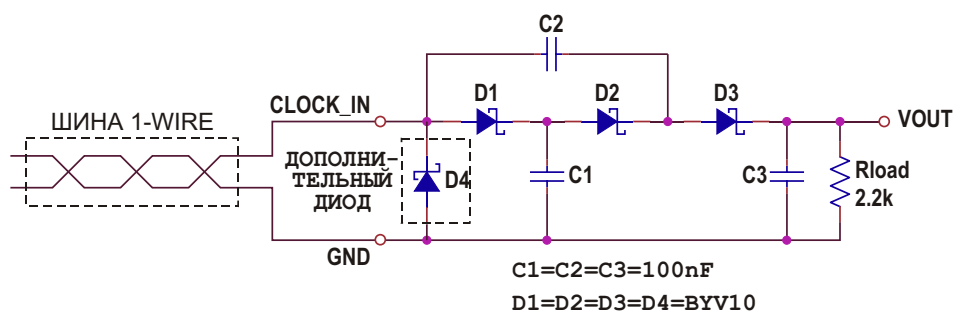 C2
D1
D2
D3
CLOCK_IN
VOUT
ШИНА 1-WIRE
ДОПОЛНИ-
ТЕЛЬНЫЙ
ДИОД
D4
C1
C3
Rload
2.2k
GND
C1=C2=C3=100nF
D1=D2=D3=D4=BYV10